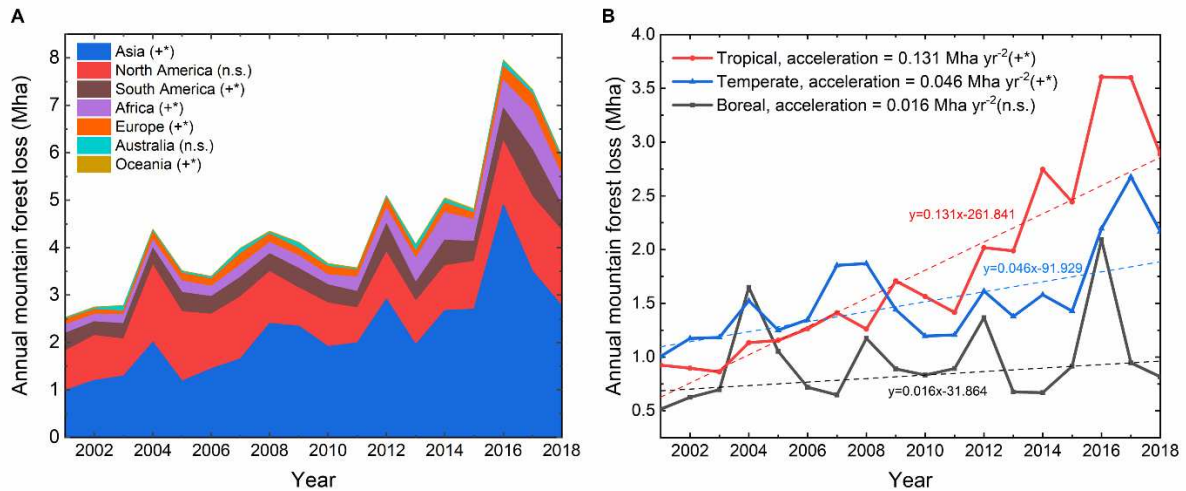 A
Annual mountain forest loss (Mha)
8
7
6
5
4
3
2
1
0
Asia (+*)
North America (n.s.)
South America (+*)
Africa (+*)
Europe (+*)
Australia (n.s.)
Oceania (+*)
2002 2004 2006 2008 2010 2012 2014 2016 2018
Year
B
Annual mountain forest loss (Mha)
4.0
3.5
3.0
2.5
2.0
1.5
1.0
0.5
Tropical, acceleration = 0.131 Mha yr-2(+*)
Temperate, acceleration = 0.046 Mha yr-2(+*)
Boreal, acceleration = 0.016 Mha yr-2(n.s.)
y=0.131x-261.841
y=0.046x-91.929
y=0.016x-31.864
2002 2004 2006 2008 2010 2012 2014 2016 2018
Year